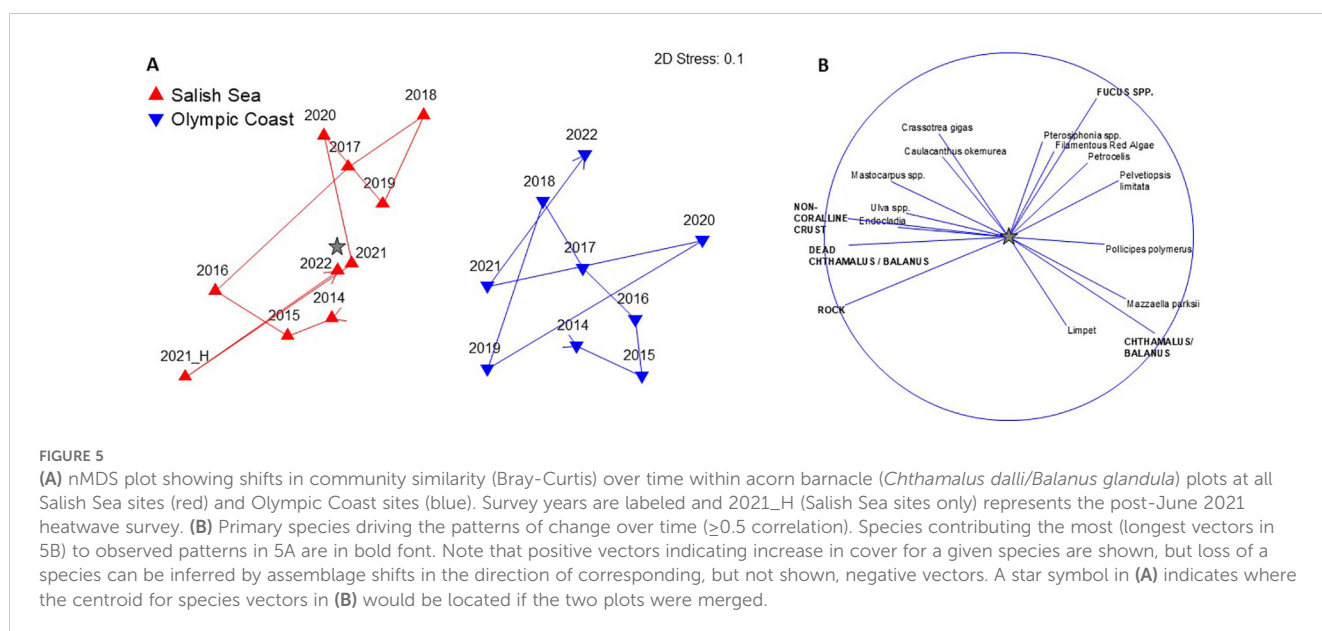 A
2D Stress: 0.1
B
Salish Sea
Olympic Coast
2018
2020
2017
2019
2016
2022
2021
2014
2015
2021_H
2022
2018
2020
2017
2021
2016
2014
2019
2015
FUCUS SPP.
Crassotrea gigas
Pterosiphonia spp.
Filamentous Red Algae
Caulacanthus okemurea
Petrocelis
Mastocarpus spp.
Pelvetiopsis
limitata
NON-
CORALLINE
CRUST
Ulva spp.
Endocladia
DEAD
CHTHAMALUS / BALANUS
Pollicipes polymerus
ROCK
Mazzaella parksii
Limpet
CHTHAMALUS/
BALANUS
FIGURE 5
(A) nMDS plot showing shifts in community similarity (Bray-Curtis) over time within acorn barnacle (Chthamalus dalli/Balanus glandula) plots at all
Salish Sea sites (red) and Olympic Coast sites (blue). Survey years are labeled and 2021_H (Salish Sea sites only) represents the post-June 2021
heatwave survey. (B) Primary species driving the patterns of change over time (≥0.5 correlation). Species contributing the most (longest vectors in
5B) to observed patterns in 5A are in bold font. Note that positive vectors indicating increase in cover for a given species are shown, but loss of a
species can be inferred by assemblage shifts in the direction of corresponding, but not shown, negative vectors. A star symbol in (A) indicates where
the centroid for species vectors in (B) would be located if the two plots were merged.